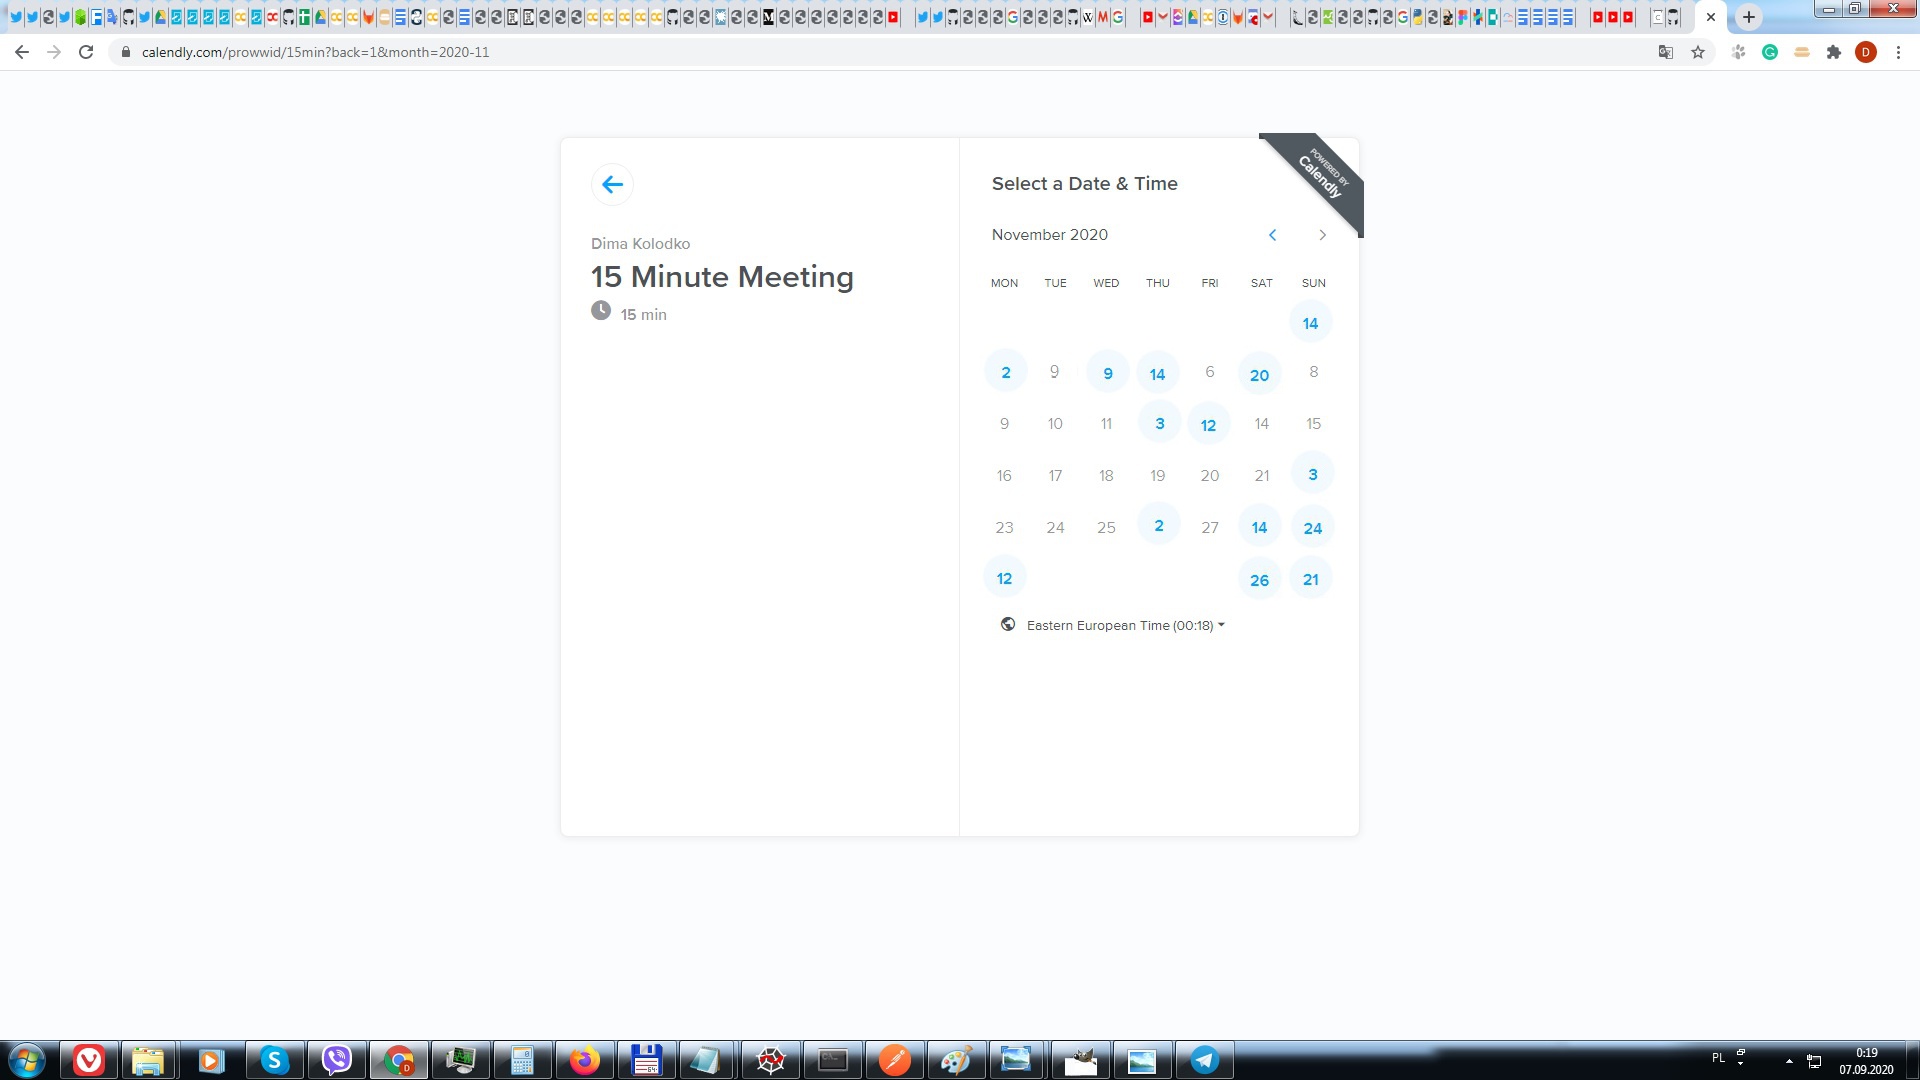 calendly.com/prowwid/15min?back=1&month=2020-11
D
POWERED BY
Calendly
Select a Date & Time
Dima Kolodko
15 Minute Meeting
15 min
November 2020
MON TUE WED THU FRI SAT SUN
14
2 9 9 14 6 20 8
9 10 11 3 12 14 15
16 17 18 19 20 21 3
23 24 25 2 27 14 24
12 26 21
Eastern European Time (00:18)
PL
0:19
07.09.2020